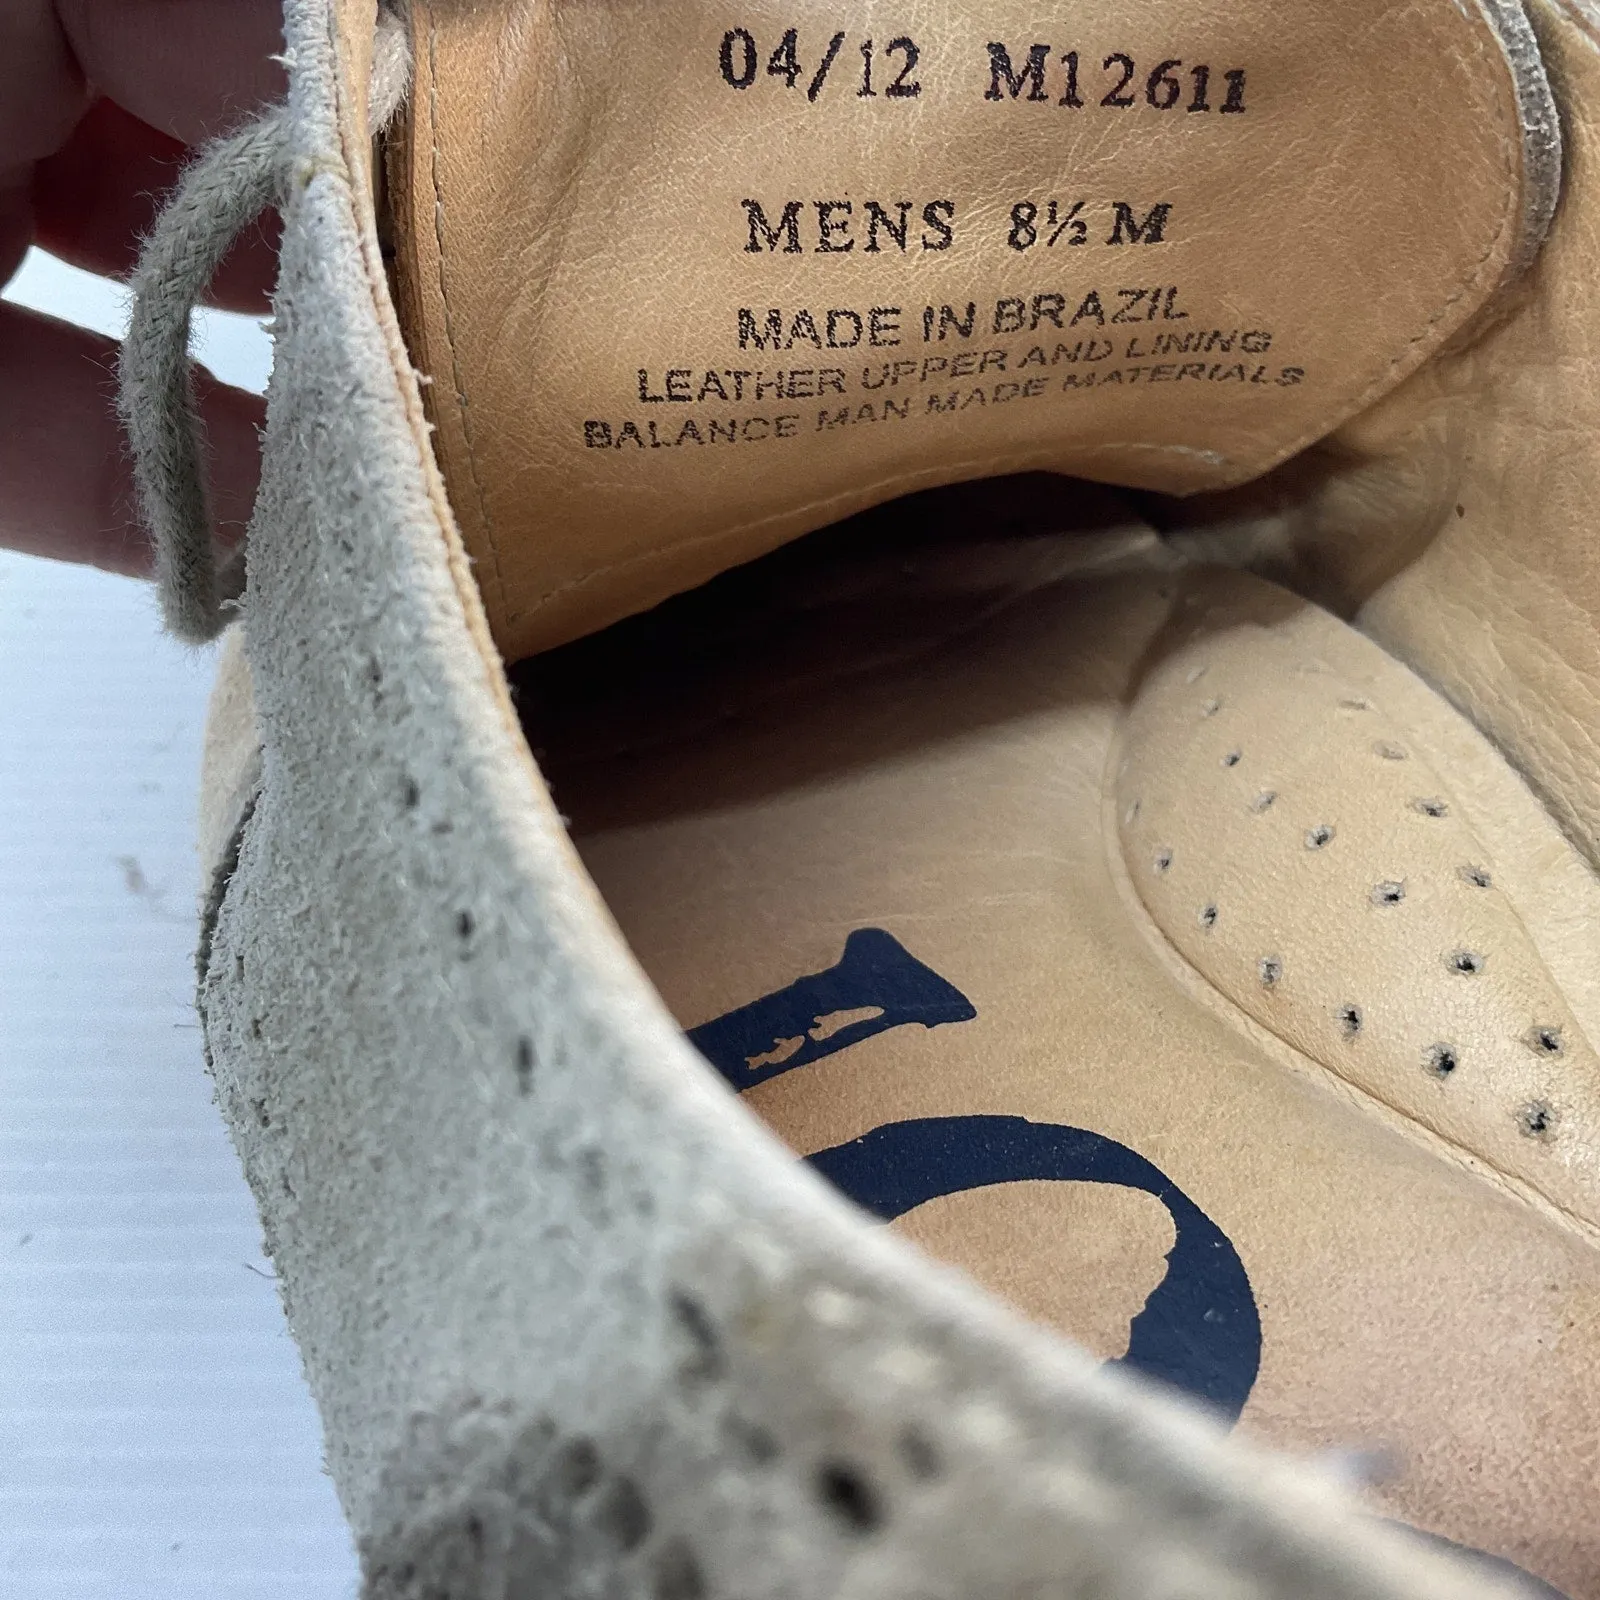 04/12 M12611
MENS 8½ M
MADE IN BRAZIL
LEATHER UPPER AND LINING
BALANCE MAN MADE MATERIALS